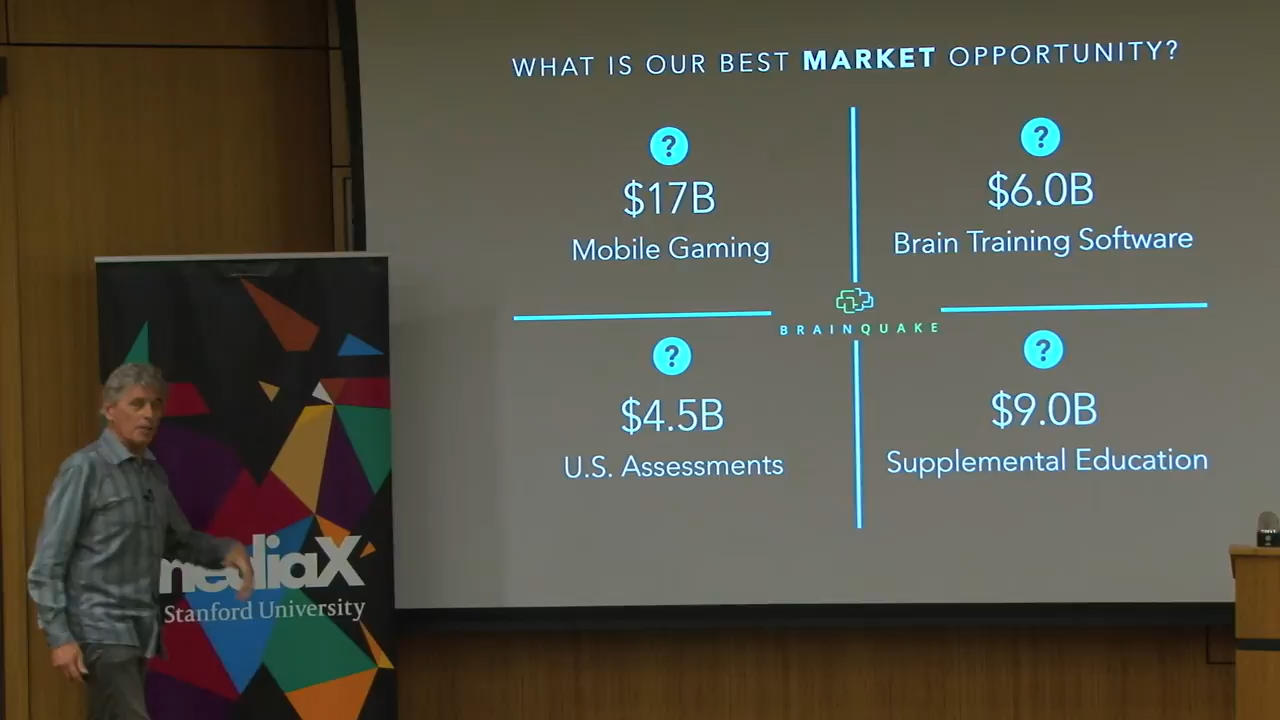 WHAT IS OUR BEST MARKET OPPORTUNITY?
?
$17B
Mobile Gaming
?
$6.0B
Brain Training Software
BRAINQUAKE
?
$4.5B
U.S. Assessments
?
$9.0B
Supplemental Education
mediaX
Stanford University